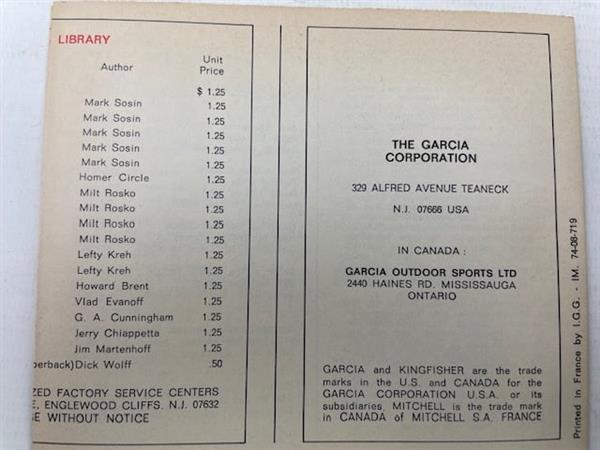 LIBRARY
Author Unit
Price
$ 1.25
Mark Sosin 1.25
Mark Sosin 1.25
Mark Sosin 1.25
Mark Sosin 1.25
Mark Sosin 1.25
Homer Circle 1.25
Milt Rosko 1.25
Milt Rosko 1.25
Milt Rosko 1.25
Milt Rosko 1.25
Lefty Kreh 1.25
Lefty Kreh 1.25
Howard Brent 1.25
Vlad Evanoff 1.25
G. A. Cunningham 1.25
Jerry Chiappetta 1.25
Jim Martenhoff 1.25
perback)Dick Wolff .50
ZED FACTORY SERVICE CENTERS
E, ENGLEWOOD CLIFFS. N.J. 07632
GE WITHOUT NOTICE
THE GARCIA
CORPORATION
329 ALFRED AVENUE TEANECK
N.J. 07666 USA
IN CANADA :
GARCIA OUTDOOR SPORTS LTD
2440 HAINES RD. MISSISSAUGA
ONTARIO
GARCIA and KINGFISHER are the trade
marks in the U.S. and CANADA for the
GARCIA CORPORATION U.S.A. or its
subsidiaries, MITCHELL is the trade mark
in CANADA of MITCHELL S.A. FRANCE
Printed in France by I.G.G. - IM. 74-08-719